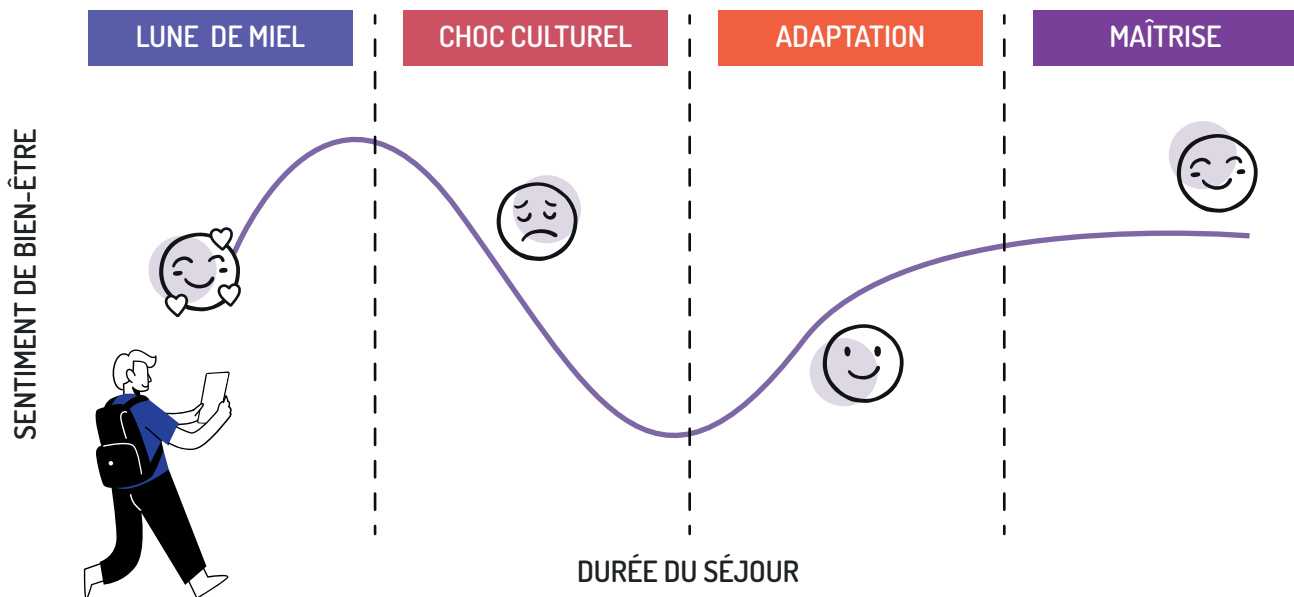 LUNE DE MIEL
CHOC CULTUREL
ADAPTATION
MAÎTRISE
SENTIMENT DE BIEN-ÊTRE
DURÉE DU SÉJOUR